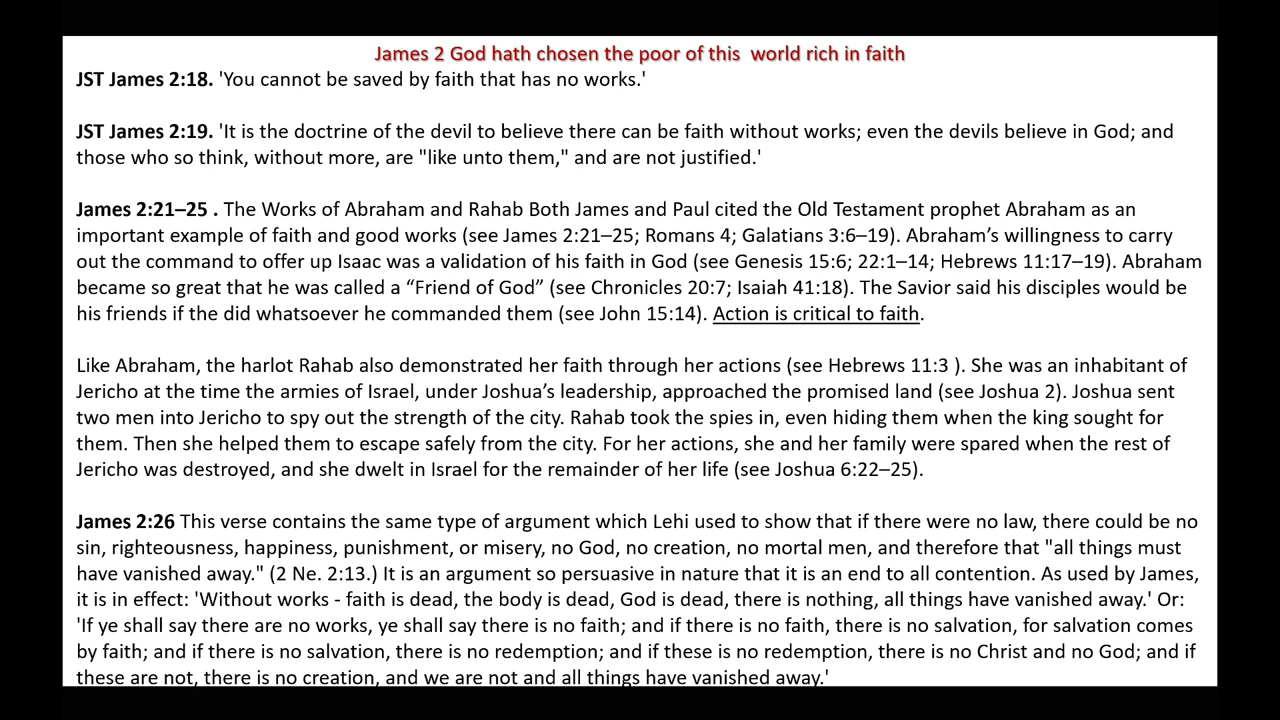 James 2 God hath chosen the poor of this  world rich in faith
JST James 2:18. 'You cannot be saved by faith that has no works.'
JST James 2:19. 'It is the doctrine of the devil to believe there can be faith without works; even the devils believe in God; and
those who so think, without more, are "like unto them," and are not justified.'
James 2:21–25 . The Works of Abraham and Rahab Both James and Paul cited the Old Testament prophet Abraham as an
important example of faith and good works (see James 2:21–25; Romans 4; Galatians 3:6–19). Abraham’s willingness to carry
out the command to offer up Isaac was a validation of his faith in God (see Genesis 15:6; 22:1–14; Hebrews 11:17–19). Abraham
became so great that he was called a “Friend of God” (see Chronicles 20:7; Isaiah 41:18). The Savior said his disciples would be
his friends if the did whatsoever he commanded them (see John 15:14). Action is critical to faith.
Like Abraham, the harlot Rahab also demonstrated her faith through her actions (see Hebrews 11:3 ). She was an inhabitant of
Jericho at the time the armies of Israel, under Joshua’s leadership, approached the promised land (see Joshua 2). Joshua sent
two men into Jericho to spy out the strength of the city. Rahab took the spies in, even hiding them when the king sought for
them. Then she helped them to escape safely from the city. For her actions, she and her family were spared when the rest of
Jericho was destroyed, and she dwelt in Israel for the remainder of her life (see Joshua 6:22–25).
James 2:26 This verse contains the same type of argument which Lehi used to show that if there were no law, there could be no
sin, righteousness, happiness, punishment, or misery, no God, no creation, no mortal men, and therefore that "all things must
have vanished away." (2 Ne. 2:13.) It is an argument so persuasive in nature that it is an end to all contention. As used by James,
it is in effect: 'Without works - faith is dead, the body is dead, God is dead, there is nothing, all things have vanished away.' Or:
'If ye shall say there are no works, ye shall say there is no faith; and if there is no faith, there is no salvation, for salvation comes
by faith; and if there is no salvation, there is no redemption; and if these is no redemption, there is no Christ and no God; and if
these are not, there is no creation, and we are not and all things have vanished away.'